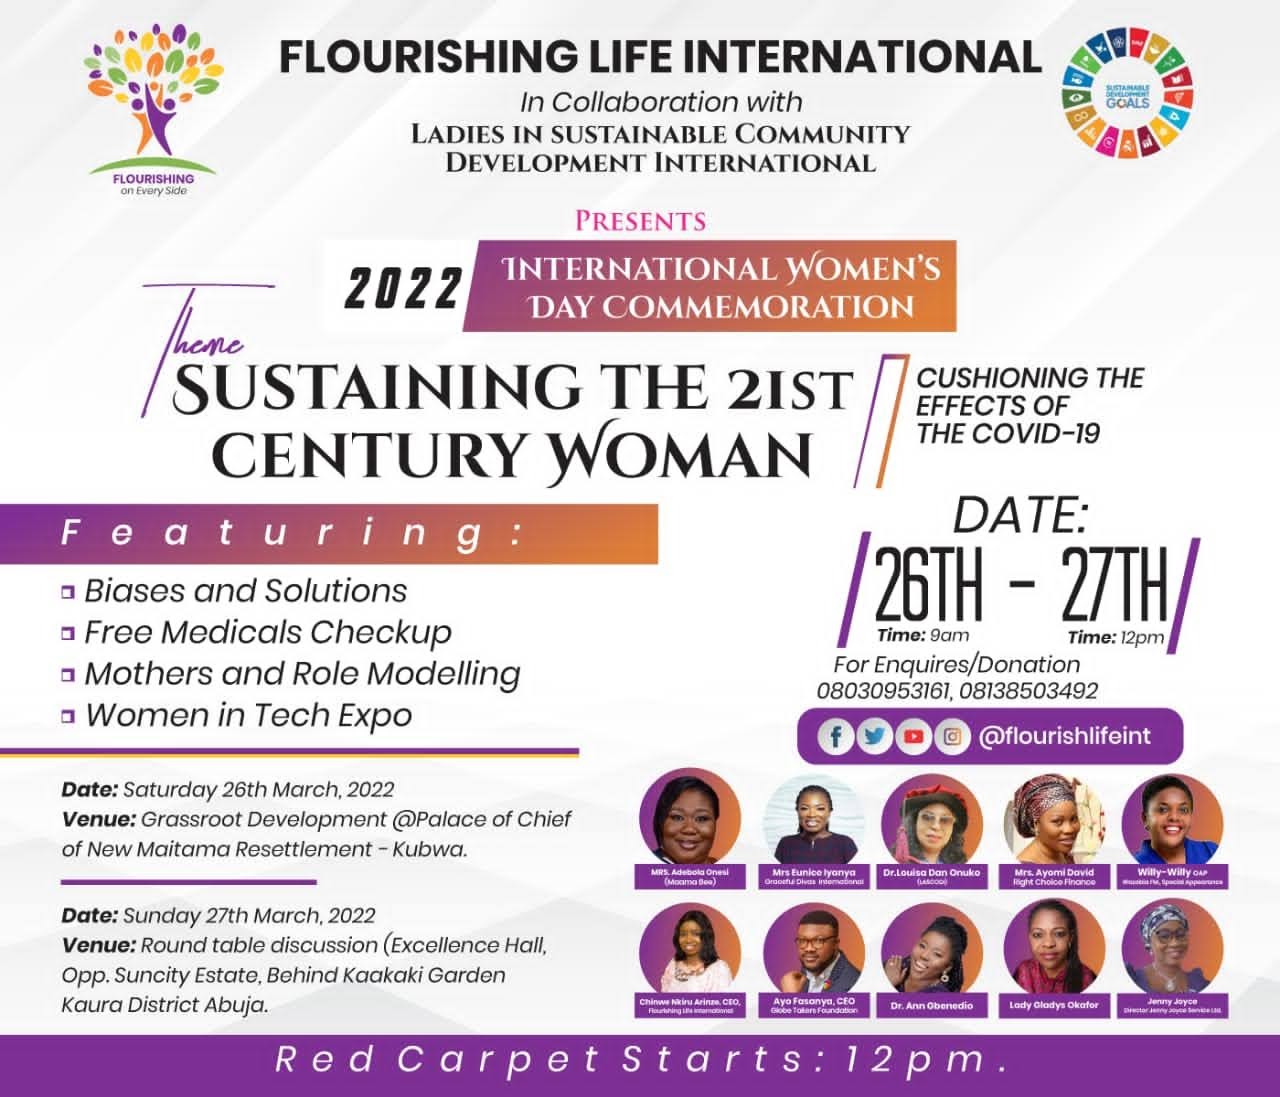 FLOURISHING LIFE INTERNATIONAL
In Collaboration with
LADIES IN SUSTAINABLE COMMUNITY
DEVELOPMENT INTERNATIONAL
FLOURISHING
on Every Side
SUSTAINABLE
DEVELOPMENT
GOALS
PRESENTS
2022
INTERNATIONAL WOMEN'S
DAY COMMEMORATION
Theme
SUSTAINING THE 21ST
CENTURY WOMAN
CUSHIONING THE
EFFECTS OF
THE COVID-19
Featuring:
Biases and Solutions
Free Medicals Checkup
Mothers and Role Modelling
Women in Tech Expo
DATE:
26TH - 27TH
Time: 9am
Time: 12pm
For Enquires/Donation
08030953161, 08138503492
@flourishlifeint
Date: Saturday 26th March, 2022
Venue: Grassroot Development @Palace of Chief
of New Maitama Resettlement - Kubwa.
Date: Sunday 27th March, 2022
Venue: Round table discussion (Excellence Hall,
Opp. Suncity Estate, Behind Kaakaki Garden
Kaura District Abuja.
MRS. Adebola Onesi
(Maama Bee)
Mrs Eunice Iyanya
Graceful Divas International
Dr.Louisa Dan Onuko
(LASCODI)
Mrs. Ayomi David
Right Choice Finance
Willy-Willy OAP
Wazobia FM, Special Appearance
Chinwe Nkiru Arinze. CEO,
Flourishing Life International
Ayo Fasanya, CEO
Globe Takers Foundation
Dr. Ann Gbenedio
Lady Gladys Okafor
Jenny Joyce
Director Jenny Joyce Service Ltd.
Red Carpet Starts: 12pm.